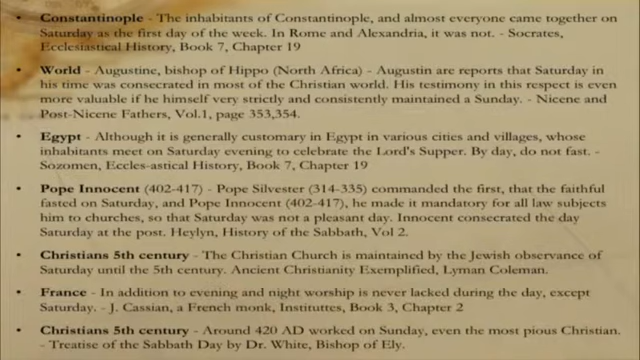 • Constantinople - The inhabitants of Constantinople, and almost everyone came together on
Saturday as the first day of the week. In Rome and Alexandria, it was not. - Socrates,
Ecclesiastical History, Book 7, Chapter 19
• World - Augustine, bishop of Hippo (North Africa) - Augustin are reports that Saturday in
his time was consecrated in most of the Christian world. His testimony in this respect is even
more valuable if he himself very strictly and consistently maintained a Sunday. - Nicene and
Post-Nicene Fathers, Vol.1, page 353,354.
• Egypt - Although it is generally customary in Egypt in various cities and villages, whose
inhabitants meet on Saturday evening to celebrate the Lord's Supper. By day, do not fast. -
Sozomen, Eccles-astical History, Book 7, Chapter 19
• Pope Innocent (402-417) - Pope Silvester (314-335) commanded the first, that the faithful
fasted on Saturday, and Pope Innocent (402-417), he made it mandatory for all law subjects
him to churches, so that Saturday was not a pleasant day. Innocent consecrated the day
Saturday at the post. Heylyn, History of the Sabbath, Vol 2.
• Christians 5th century - The Christian Church is maintained by the Jewish observance of
Saturday until the 5th century. Ancient Christianity Exemplified, Lyman Coleman.
• France - In addition to evening and night worship is never lacked during the day, except
Saturday. - J. Cassian, a French monk, Instituttes, Book 3, Chapter 2
• Christians 5th century - Around 420 AD worked on Sunday, even the most pious Christian.
- Treatise of the Sabbath Day by Dr. White, Bishop of Ely.